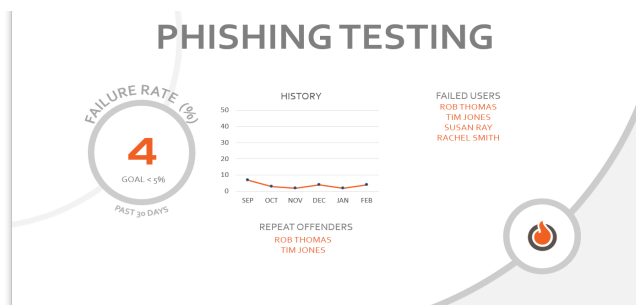 PHISHING TESTING
FAILURE RATE (%)
4
GOAL < 5%
PAST 30 DAYS
HISTORY
50
40
30
20
10
0
SEP OCT NOV DEC JAN FEB
REPEAT OFFENDERS
ROB THOMAS
TIM JONES
FAILED USERS
ROB THOMAS
TIM JONES
SUSAN RAY
RACHEL SMITH